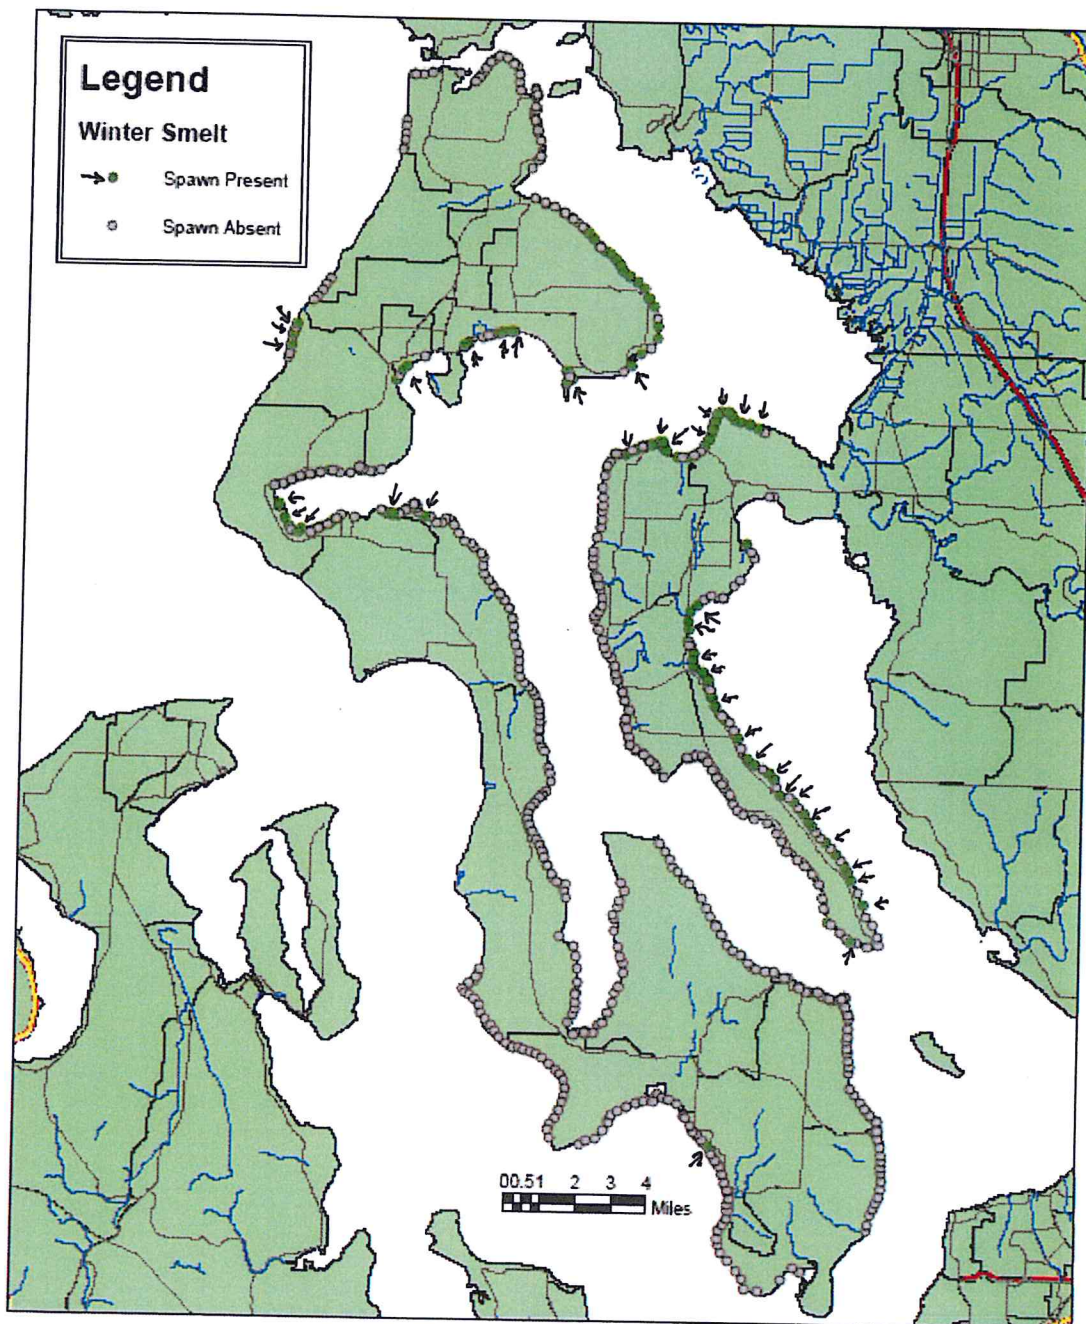 Legend
Winter Smelt
Spawn Present
Spawn Absent
00.51 2 3 4
Miles